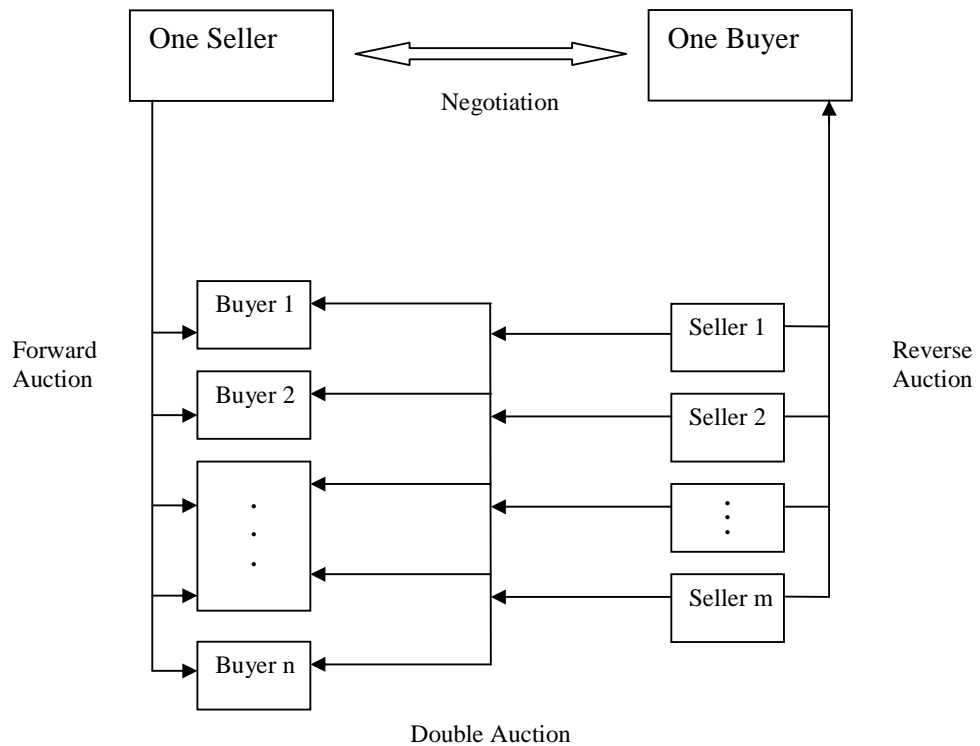 One Seller
One Buyer
Negotiation
Buyer 1
Seller 1
Forward
Auction
Reverse
Auction
Buyer 2
Seller 2
.
.
.
⋮
Seller m
Buyer n
Double Auction